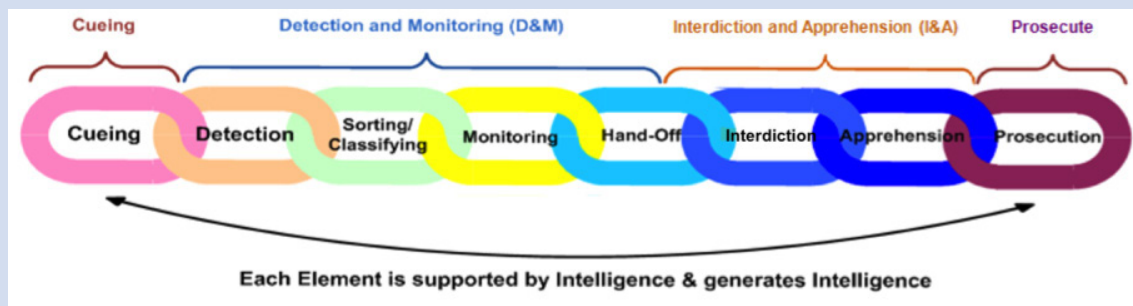 Cueing
Detection and Monitoring (D&M)
Interdiction and Apprehension (I&A)
Prosecute
Cueing
Detection
Sorting/
Classifying
Monitoring
Hand-Off
Interdiction
Apprehension
Prosecution
Each Element is supported by Intelligence & generates Intelligence